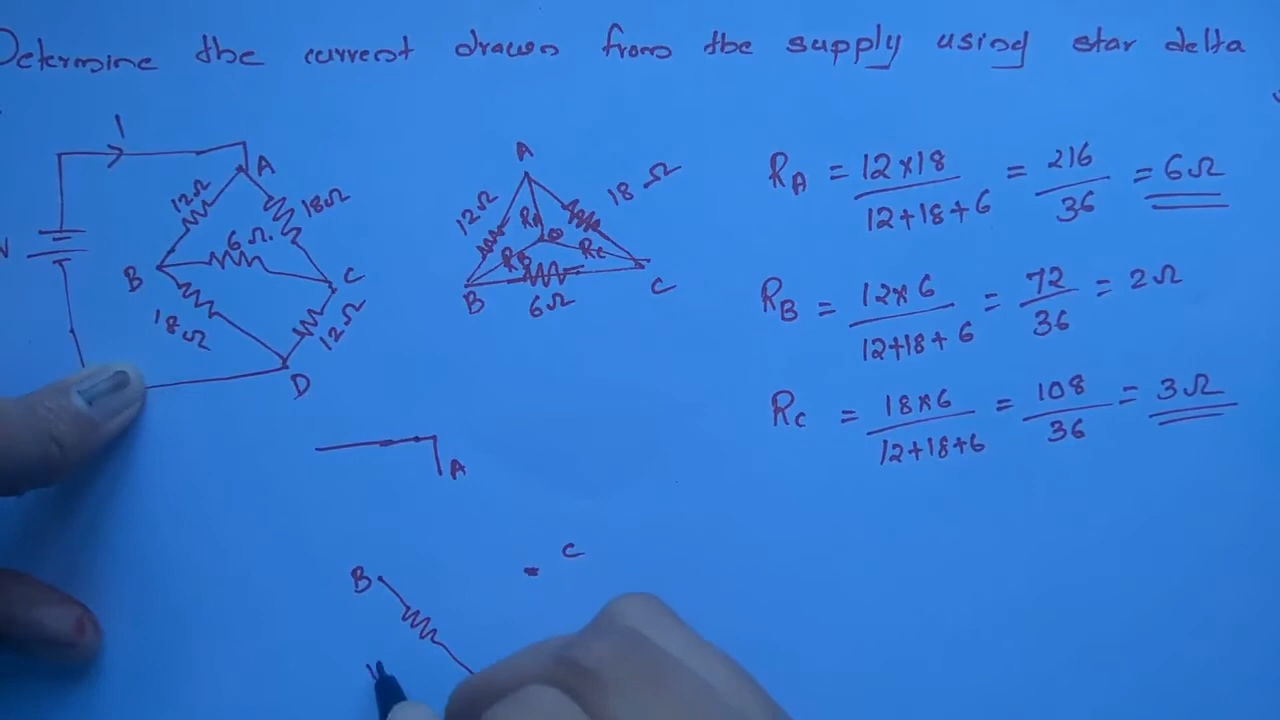 Determine the current drawn from the supply using star delta
I
A
12Ω
18Ω
6Ω.
B
C
18Ω
12Ω
D
V
A
12Ω
18Ω
RA
RB
RC
B
6Ω
C
RA = 12×18 / 12+18+6 = 216 / 36 = 6Ω
RB = 12×6 / 12+18+6 = 72 / 36 = 2Ω
RC = 18×6 / 12+18+6 = 108 / 36 = 3Ω
A
B
C